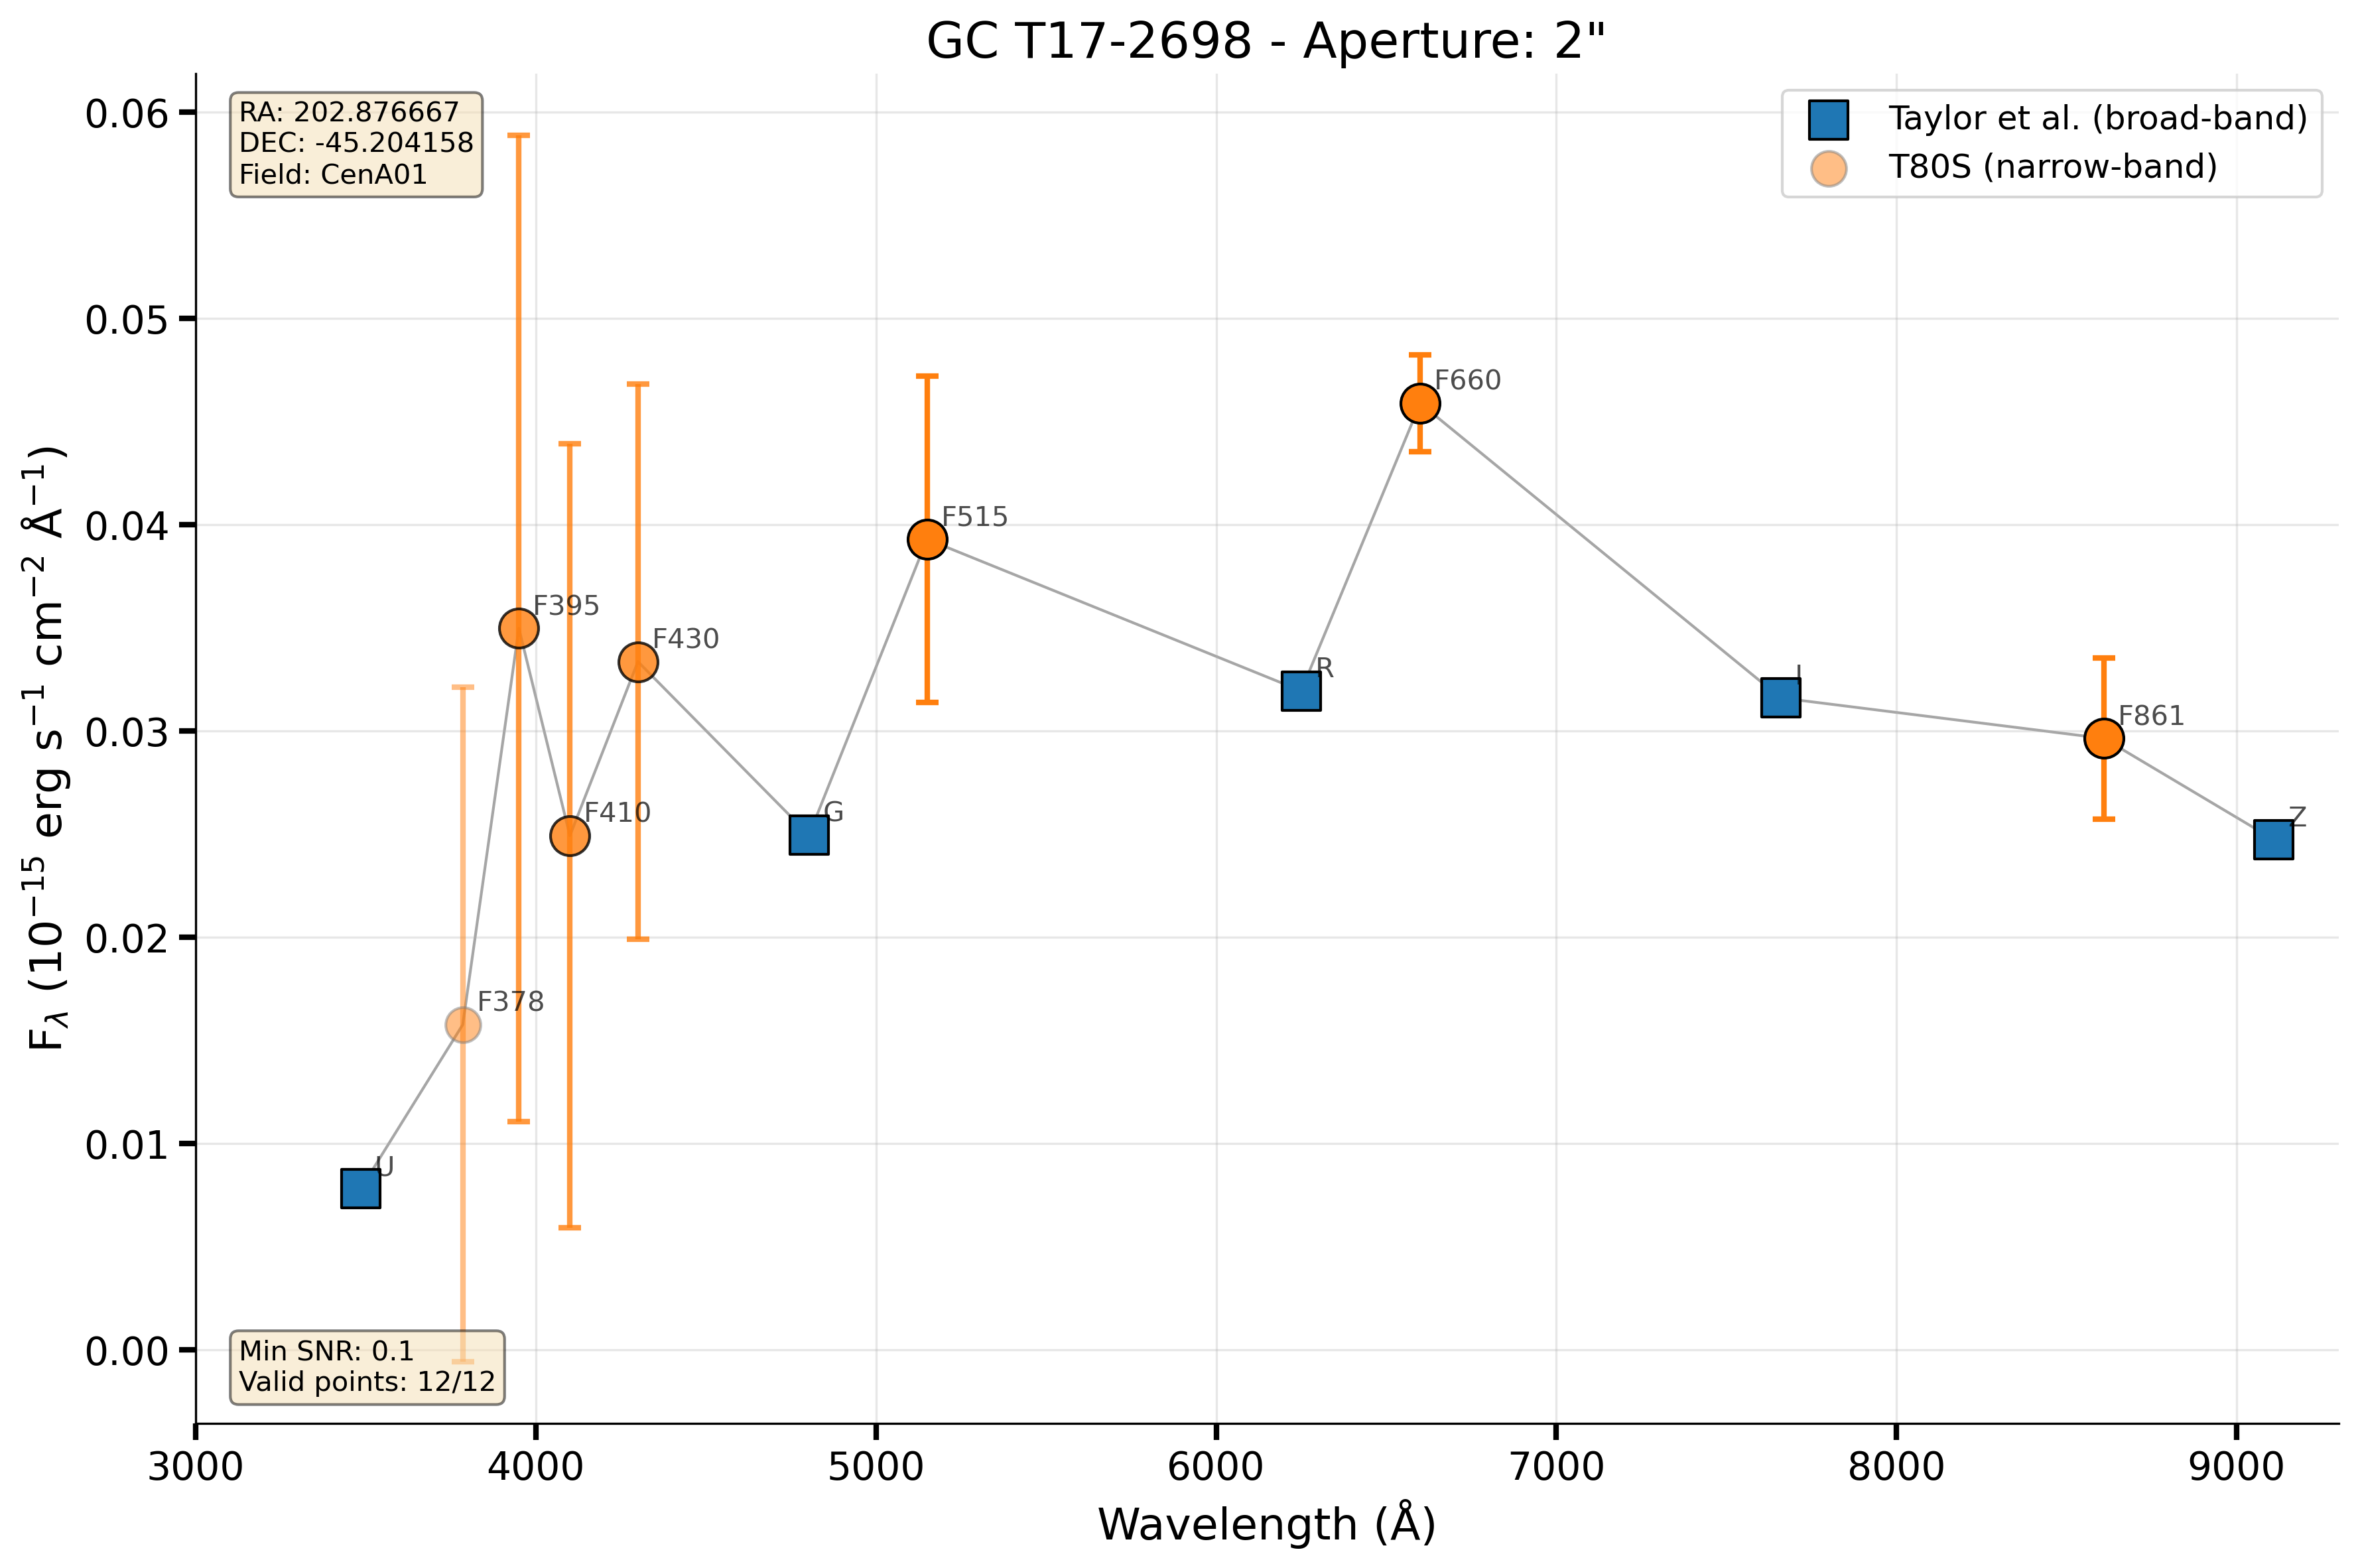 GC T17-2698 - Aperture: 2"
RA: 202.876667
DEC: -45.204158
Field: CenA01
Taylor et al. (broad-band)
T80S (narrow-band)
0.06
0.05
0.04
0.03
0.02
0.01
0.00
F_λ (10⁻¹⁵ erg s⁻¹ cm⁻² Å⁻¹)
F660
F515
F395
F430
R
I
F861
F410
G
Z
F378
U
Min SNR: 0.1
Valid points: 12/12
3000 4000 5000 6000 7000 8000 9000
Wavelength (Å)